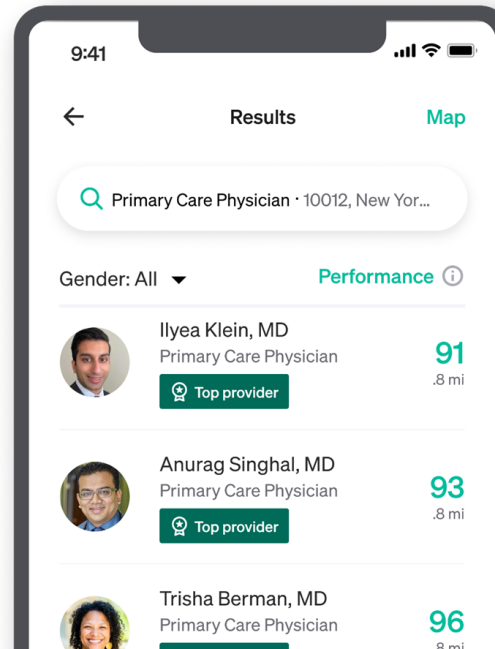 9:41
Results
Map
Primary Care Physician · 10012, New Yor...
Gender: All
Performance
Ilyea Klein, MD
Primary Care Physician
91
.8 mi
Top provider
Anurag Singhal, MD
Primary Care Physician
93
.8 mi
Top provider
Trisha Berman, MD
Primary Care Physician
96
.8 mi